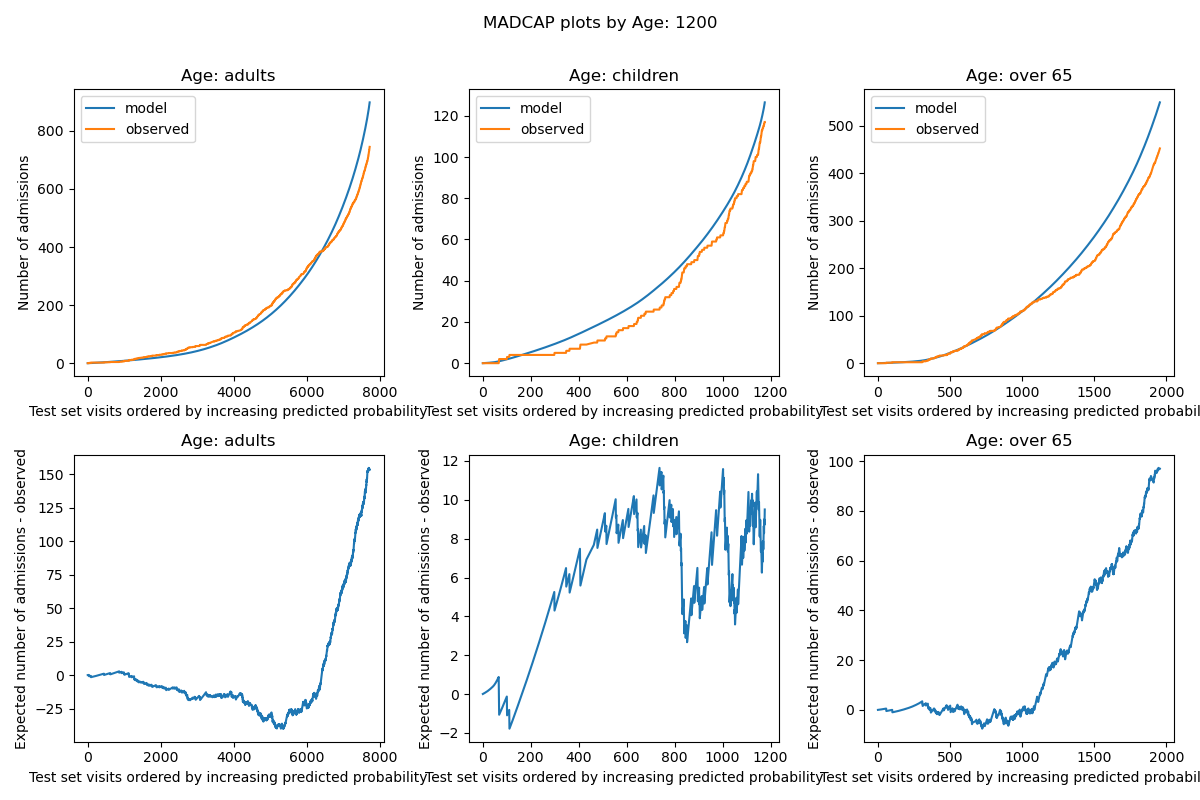 MADCAP plots by Age: 1200
Age: adults
Number of admissions
800
600
400
200
0
model
observed
0 2000 4000 6000 8000
Test set visits ordered by increasing predicted probability
Age: children
Number of admissions
120
100
80
60
40
20
0
model
observed
0 200 400 600 800 1000 1200
Test set visits ordered by increasing predicted probability
Age: over 65
Number of admissions
500
400
300
200
100
0
model
observed
0 500 1000 1500 2000
Test set visits ordered by increasing predicted probabil
Age: adults
Expected number of admissions - observed
150
125
100
75
50
25
0
−25
0 2000 4000 6000 8000
Test set visits ordered by increasing predicted probability
Age: children
Expected number of admissions - observed
12
10
8
6
4
2
0
−2
0 200 400 600 800 1000 1200
Test set visits ordered by increasing predicted probability
Age: over 65
Expected number of admissions - observed
100
80
60
40
20
0
0 500 1000 1500 2000
Test set visits ordered by increasing predicted probabil